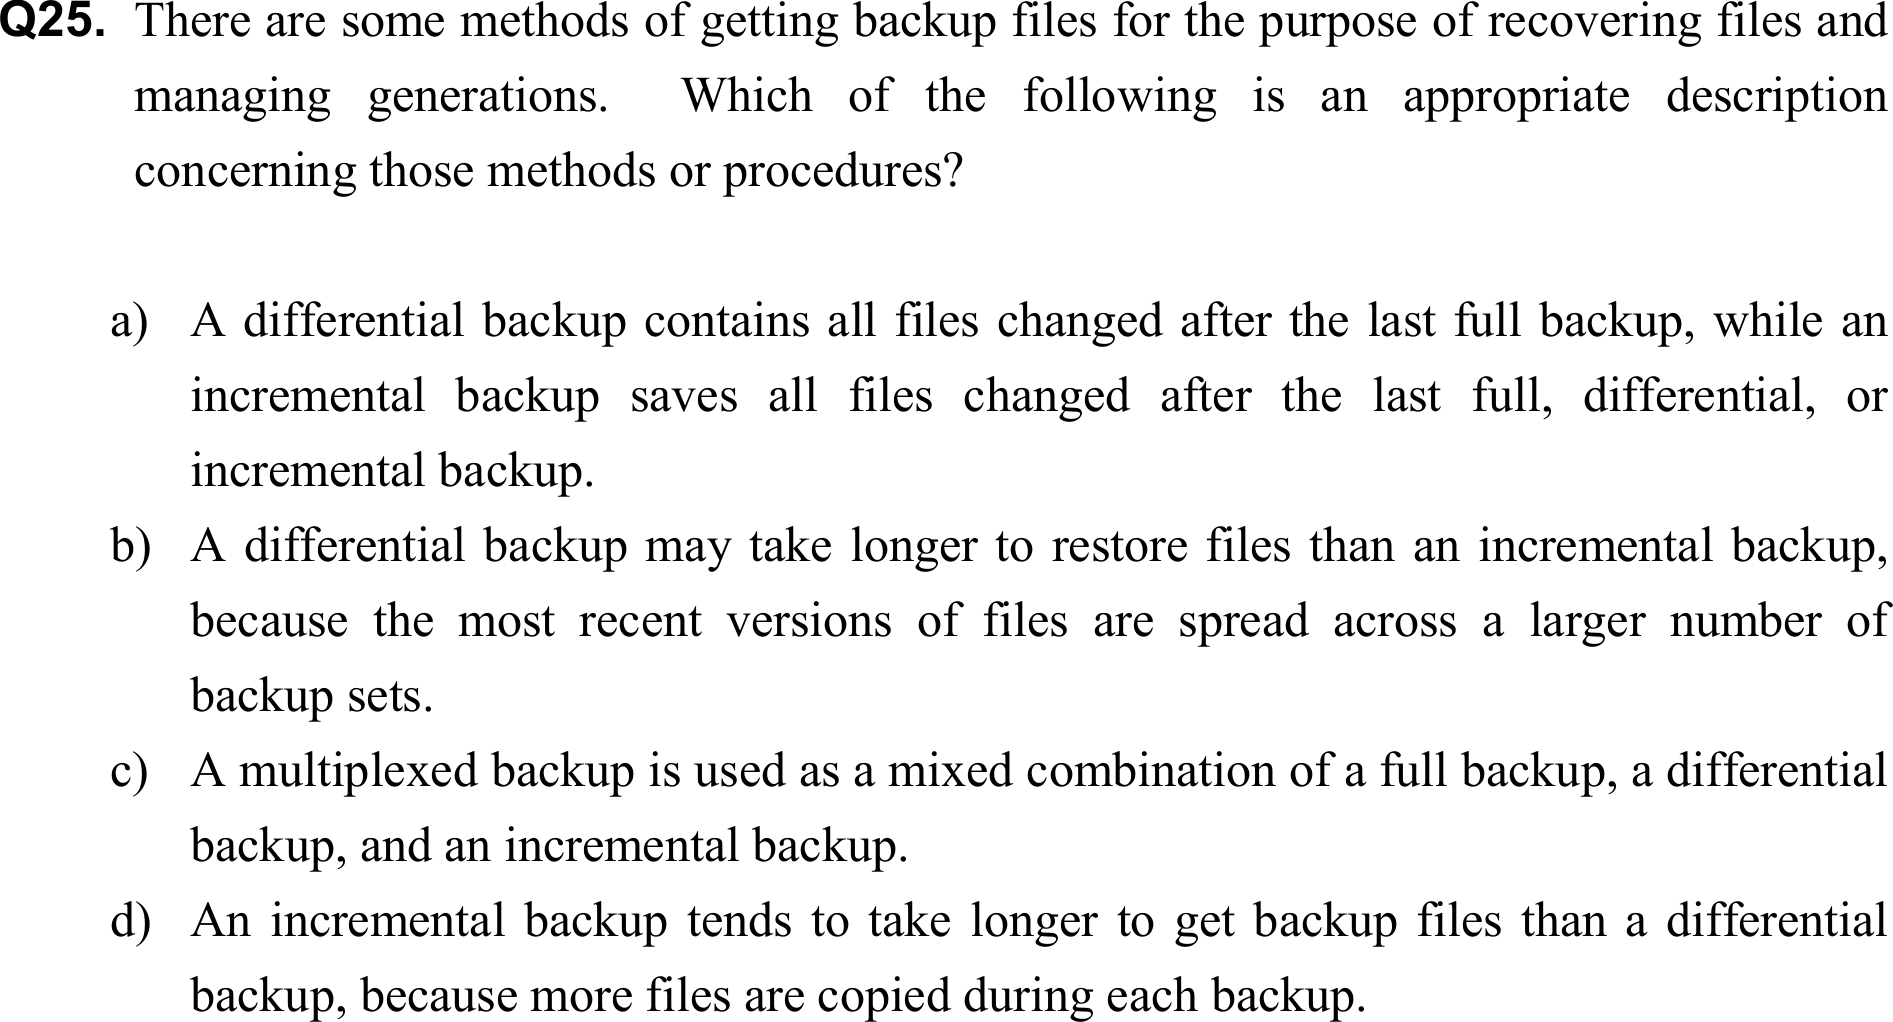 Q25. There are some methods of getting backup files for the purpose of recovering files and
managing generations. Which of the following is an appropriate description
concerning those methods or procedures?
a) A differential backup contains all files changed after the last full backup, while an
incremental backup saves all files changed after the last full, differential, or
incremental backup.
b) A differential backup may take longer to restore files than an incremental backup,
because the most recent versions of files are spread across a larger number of
backup sets.
c) A multiplexed backup is used as a mixed combination of a full backup, a differential
backup, and an incremental backup.
d) An incremental backup tends to take longer to get backup files than a differential
backup, because more files are copied during each backup.